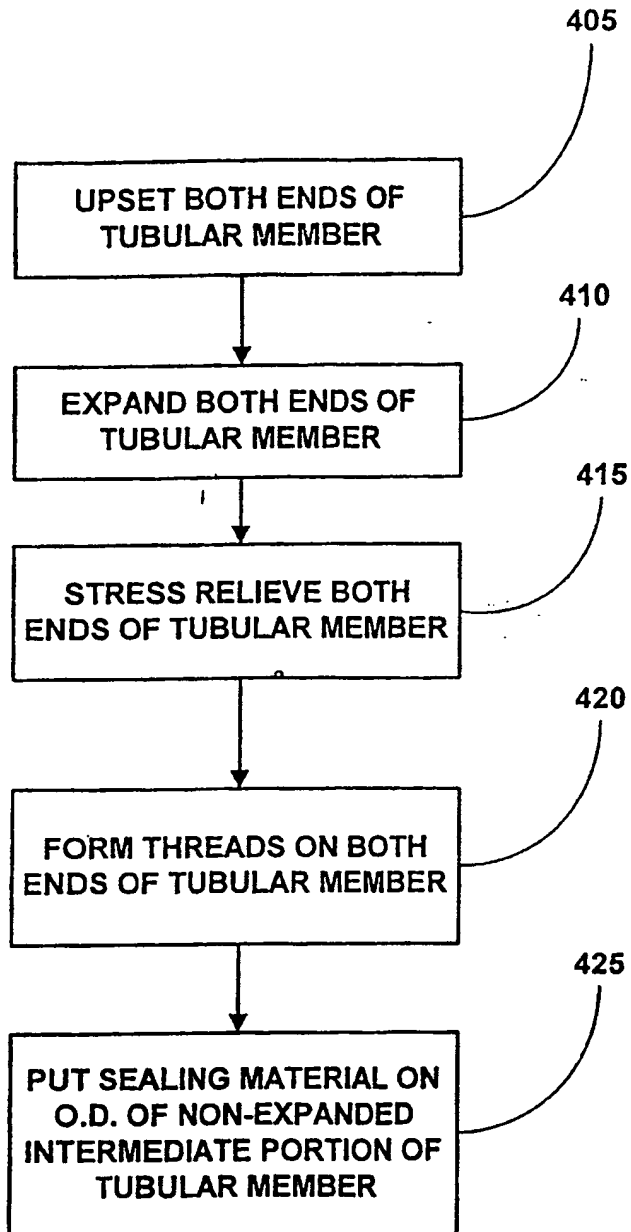 405
UPSET BOTH ENDS OF
TUBULAR MEMBER
410
EXPAND BOTH ENDS OF
TUBULAR MEMBER
415
STRESS RELIEVE BOTH
ENDS OF TUBULAR MEMBER
420
FORM THREADS ON BOTH
ENDS OF TUBULAR MEMBER
425
PUT SEALING MATERIAL ON
O.D. OF NON-EXPANDED
INTERMEDIATE PORTION OF
TUBULAR MEMBER